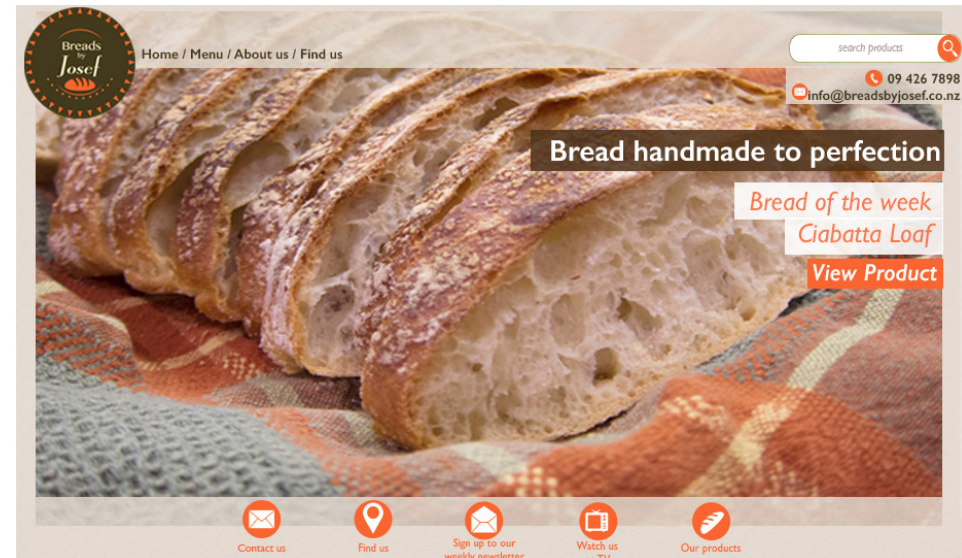 Breads
by
Josef
Home / Menu / About us / Find us
search products
09 426 7898
info@breadsbyjosef.co.nz
Bread handmade to perfection
Bread of the week
Ciabatta Loaf
View Product
Contact us
Find us
Sign up to our
weekly newsletter
Watch us
TV
Our products